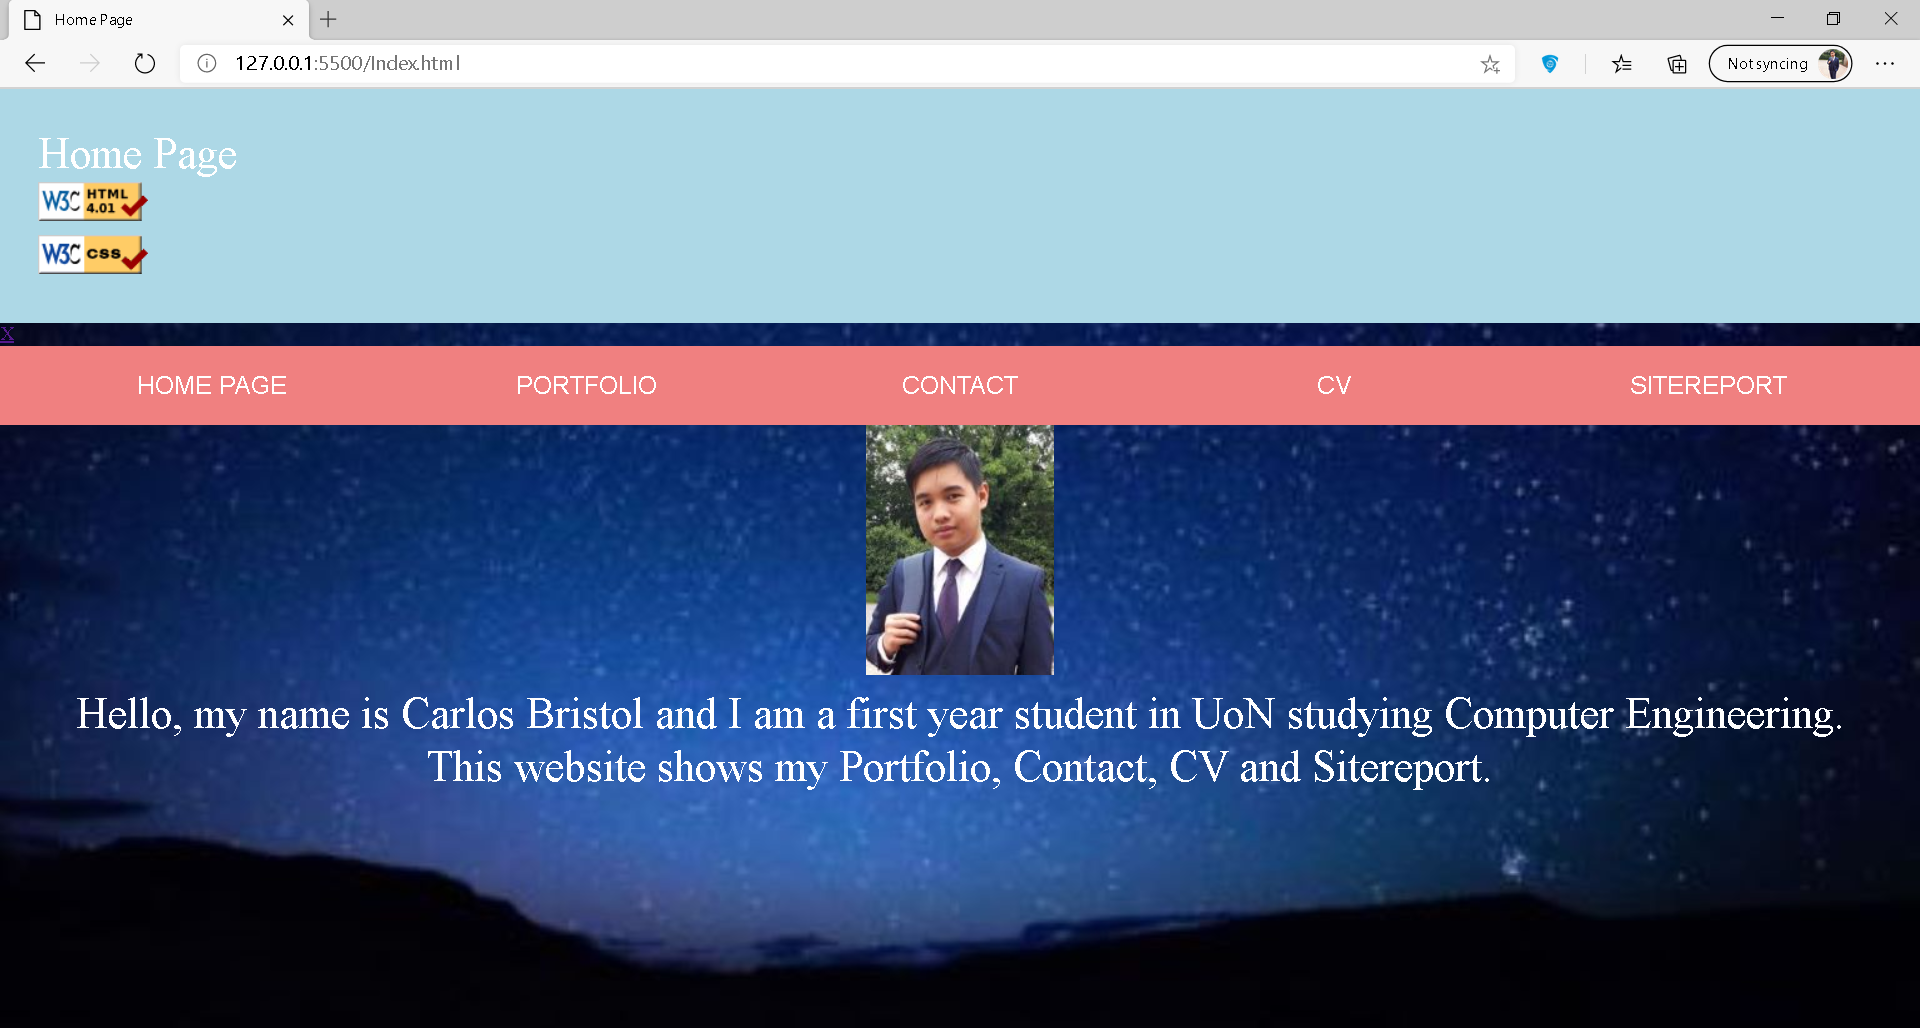 Home Page
127.0.0.1:5500/Index.html
Not syncing
Home Page
W3C HTML 4.01
W3C css
X
HOME PAGE PORTFOLIO CONTACT CV SITEREPORT
Hello, my name is Carlos Bristol and I am a first year student in UoN studying Computer Engineering.
This website shows my Portfolio, Contact, CV and Sitereport.